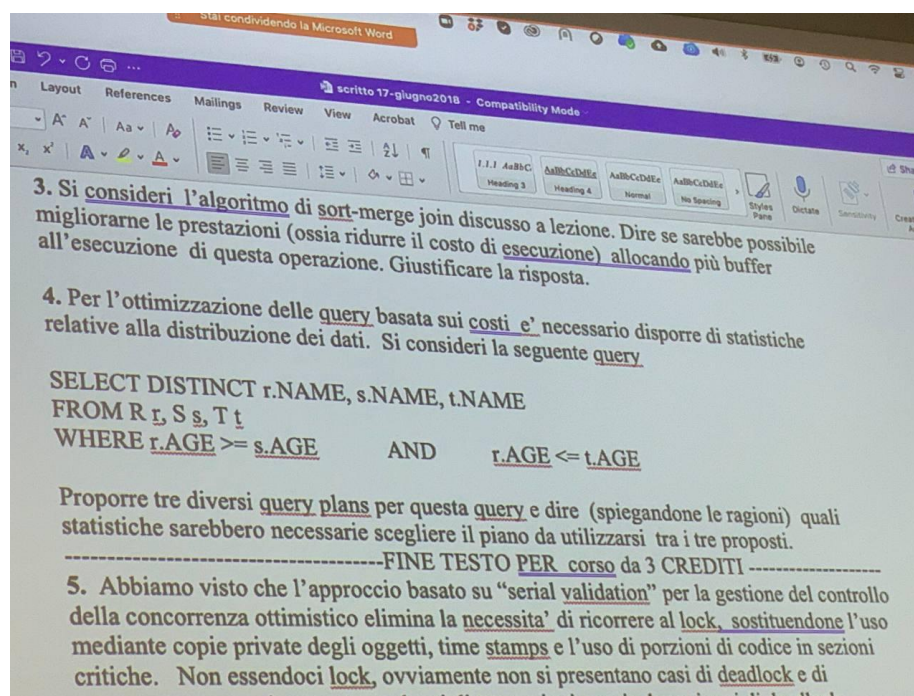 Stai condividendo la Microsoft Word
scritto 17-giugno2018 - Compatibility Mode
Layout References Mailings Review View Acrobat Tell me
1.1.1 AaBbC AaBbCcDdEe AaBbCcDdEe AaBbCcDdEe
Heading 3 Heading 4 Normal No Spacing Styles Pane Dictate Sensitivity
3. Si consideri l'algoritmo di sort-merge join discusso a lezione. Dire se sarebbe possibile
migliorarne le prestazioni (ossia ridurre il costo di esecuzione) allocando più buffer
all'esecuzione di questa operazione. Giustificare la risposta.
4. Per l'ottimizzazione delle query basata sui costi e' necessario disporre di statistiche
relative alla distribuzione dei dati. Si consideri la seguente query
SELECT DISTINCT r.NAME, s.NAME, t.NAME
FROM R r, S s, T t
WHERE r.AGE >= s.AGE AND r.AGE <= t.AGE
Proporre tre diversi query plans per questa query e dire (spiegandone le ragioni) quali
statistiche sarebbero necessarie scegliere il piano da utilizzarsi tra i tre proposti.
--------------------------------------FINE TESTO PER corso da 3 CREDITI --------------------
5. Abbiamo visto che l'approccio basato su "serial validation" per la gestione del controllo
della concorrenza ottimistico elimina la necessita' di ricorrere al lock, sostituendone l'uso
mediante copie private degli oggetti, time stamps e l'uso di porzioni di codice in sezioni
critiche. Non essendoci lock, ovviamente non si presentano casi di deadlock e di